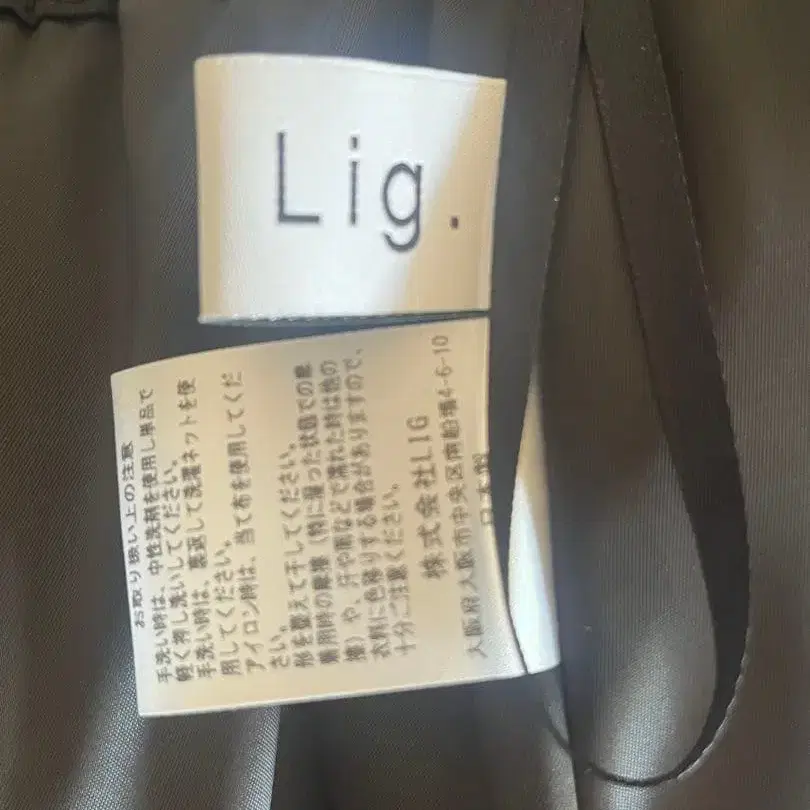 Lig.
お取り扱い上の注意
手洗い時は、中性洗剤を使用し単品で
軽く押し洗いしてください。
手洗い時は、裏返して洗濯ネットを使
用してください。
アイロン時は、当て布を使用してくだ
さい。
形を整えて干してください。
着用時の摩擦（特に湿った状態での摩
擦）や、汗や雨などで濡れた時は他の
衣料に色移りする場合がありますので、
十分ご注意ください。
株式会社LIG
大阪府大阪市中央区南船場4-6-10
日本製